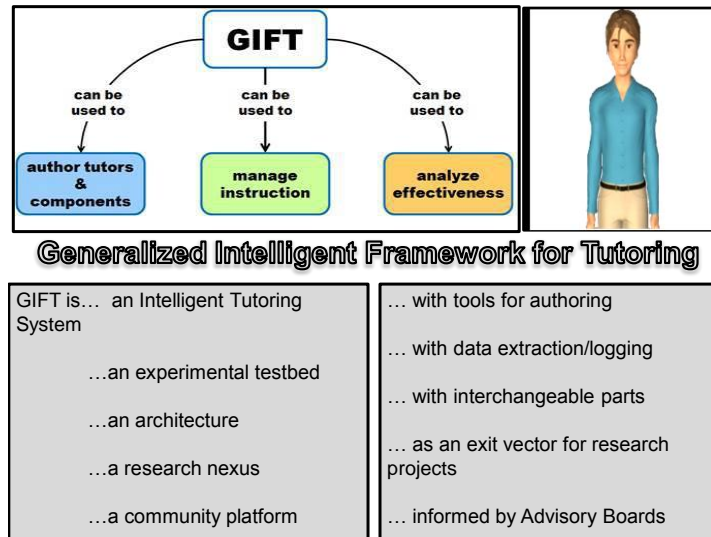 GIFT
can be
used to
can be
used to
can be
used to
author tutors
&
components
manage
instruction
analyze
effectiveness
Generalized Intelligent Framework for Tutoring
GIFT is… an Intelligent Tutoring
System
…an experimental testbed
…an architecture
…a research nexus
…a community platform
… with tools for authoring
… with data extraction/logging
… with interchangeable parts
… as an exit vector for research
projects
… informed by Advisory Boards